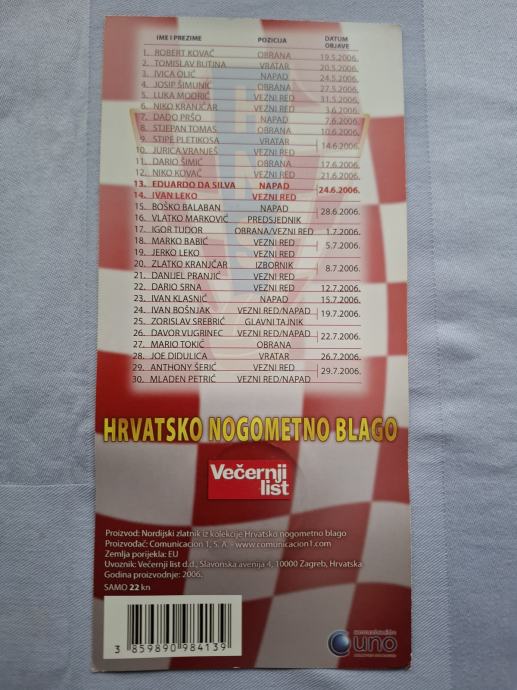 IME I PREZIME POZICIJA DATUM OBJAVE
1. ROBERT KOVAČ OBRANA 19.5.2006.
2. TOMISLAV BUTINA VRATAR 20.5.2006.
3. IVICA OLIĆ NAPAD 24.5.2006.
4. JOSIP ŠIMUNIĆ OBRANA 27.5.2006.
5. LUKA MODRIĆ VEZNI RED 31.5.2006.
6. NIKO KRANJČAR VEZNI RED 3.6.2006.
7. DADO PRŠO NAPAD 7.6.2006.
8. STJEPAN TOMAS OBRANA 10.6.2006.
9. STIPE PLETIKOSA VRATAR 14.6.2006.
10. JURICA VRANJEŠ VEZNI RED
11. DARIO ŠIMIĆ OBRANA 17.6.2006.
12. NIKO KOVAČ VEZNI RED 21.6.2006.
13. EDUARDO DA SILVA NAPAD 24.6.2006.
14. IVAN LEKO VEZNI RED
15. BOŠKO BALABAN NAPAD 28.6.2006.
16. VLATKO MARKOVIĆ PREDSJEDNIK
17. IGOR TUDOR OBRANA/VEZNI RED 1.7.2006.
18. MARKO BABIĆ VEZNI RED 5.7.2006.
19. JERKO LEKO VEZNI RED
20. ZLATKO KRANJČAR IZBORNIK 8.7.2006.
21. DANIJEL PRANJIĆ VEZNI RED
22. DARIO SRNA VEZNI RED 12.7.2006.
23. IVAN KLASNIĆ NAPAD 15.7.2006.
24. IVAN BOŠNJAK VEZNI RED/NAPAD 19.7.2006.
25. ZORISLAV SREBRIĆ GLAVNI TAJNIK
26. DAVOR VUGRINEC VEZNI RED/NAPAD 22.7.2006.
27. MARIO TOKIĆ OBRANA
28. JOE DIDULICA VRATAR 26.7.2006.
29. ANTHONY ŠERIĆ VEZNI RED 29.7.2006.
30. MLADEN PETRIĆ VEZNI RED/NAPAD
HRVATSKO NOGOMETNO BLAGO
Večernji
list
Proizvod: Nordijski zlatnik iz kolekcije Hrvatsko nogometno blago
Proizvođač: Comunicacion 1, S. A. - www.comunicacion1.com
Zemlja porijekla: EU
Uvoznik: Večernji list d.d., Slavonska avenija 4, 10000 Zagreb, Hrvatska
Godina proizvodnje: 2006.
SAMO 22 kn
3 859890 984139
uno